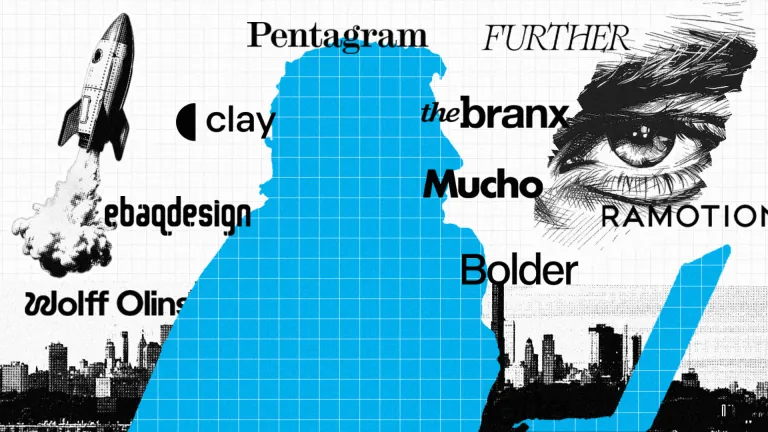 Pentagram
FURTHER
clay
thebranx
Mucho
ebaqdesign
RAMOTION
Bolder
Wolff Olins